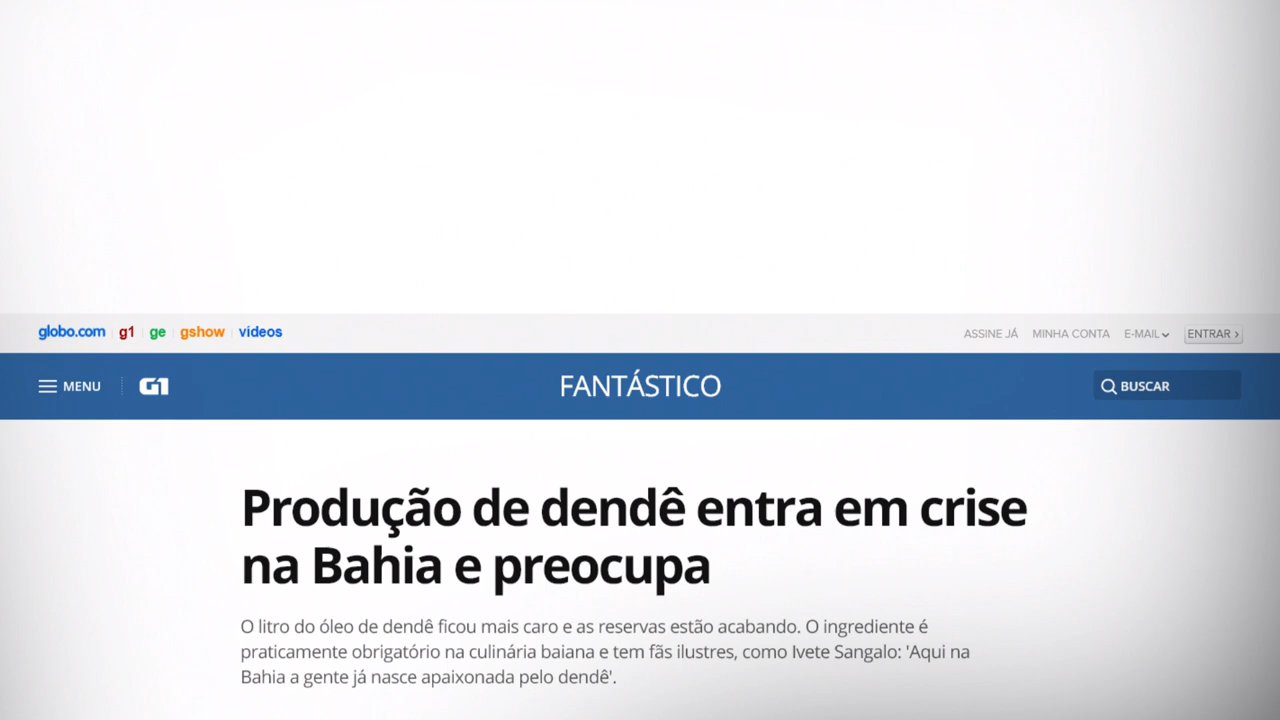 globo.com g1 ge gshow vídeos ASSINE JÁ MINHA CONTA E-MAIL ENTRAR ›
MENU G1 FANTÁSTICO BUSCAR
Produção de dendê entra em crise
na Bahia e preocupa
O litro do óleo de dendê ficou mais caro e as reservas estão acabando. O ingrediente é
praticamente obrigatório na culinária baiana e tem fãs ilustres, como Ivete Sangalo: 'Aqui na
Bahia a gente já nasce apaixonada pelo dendê'.